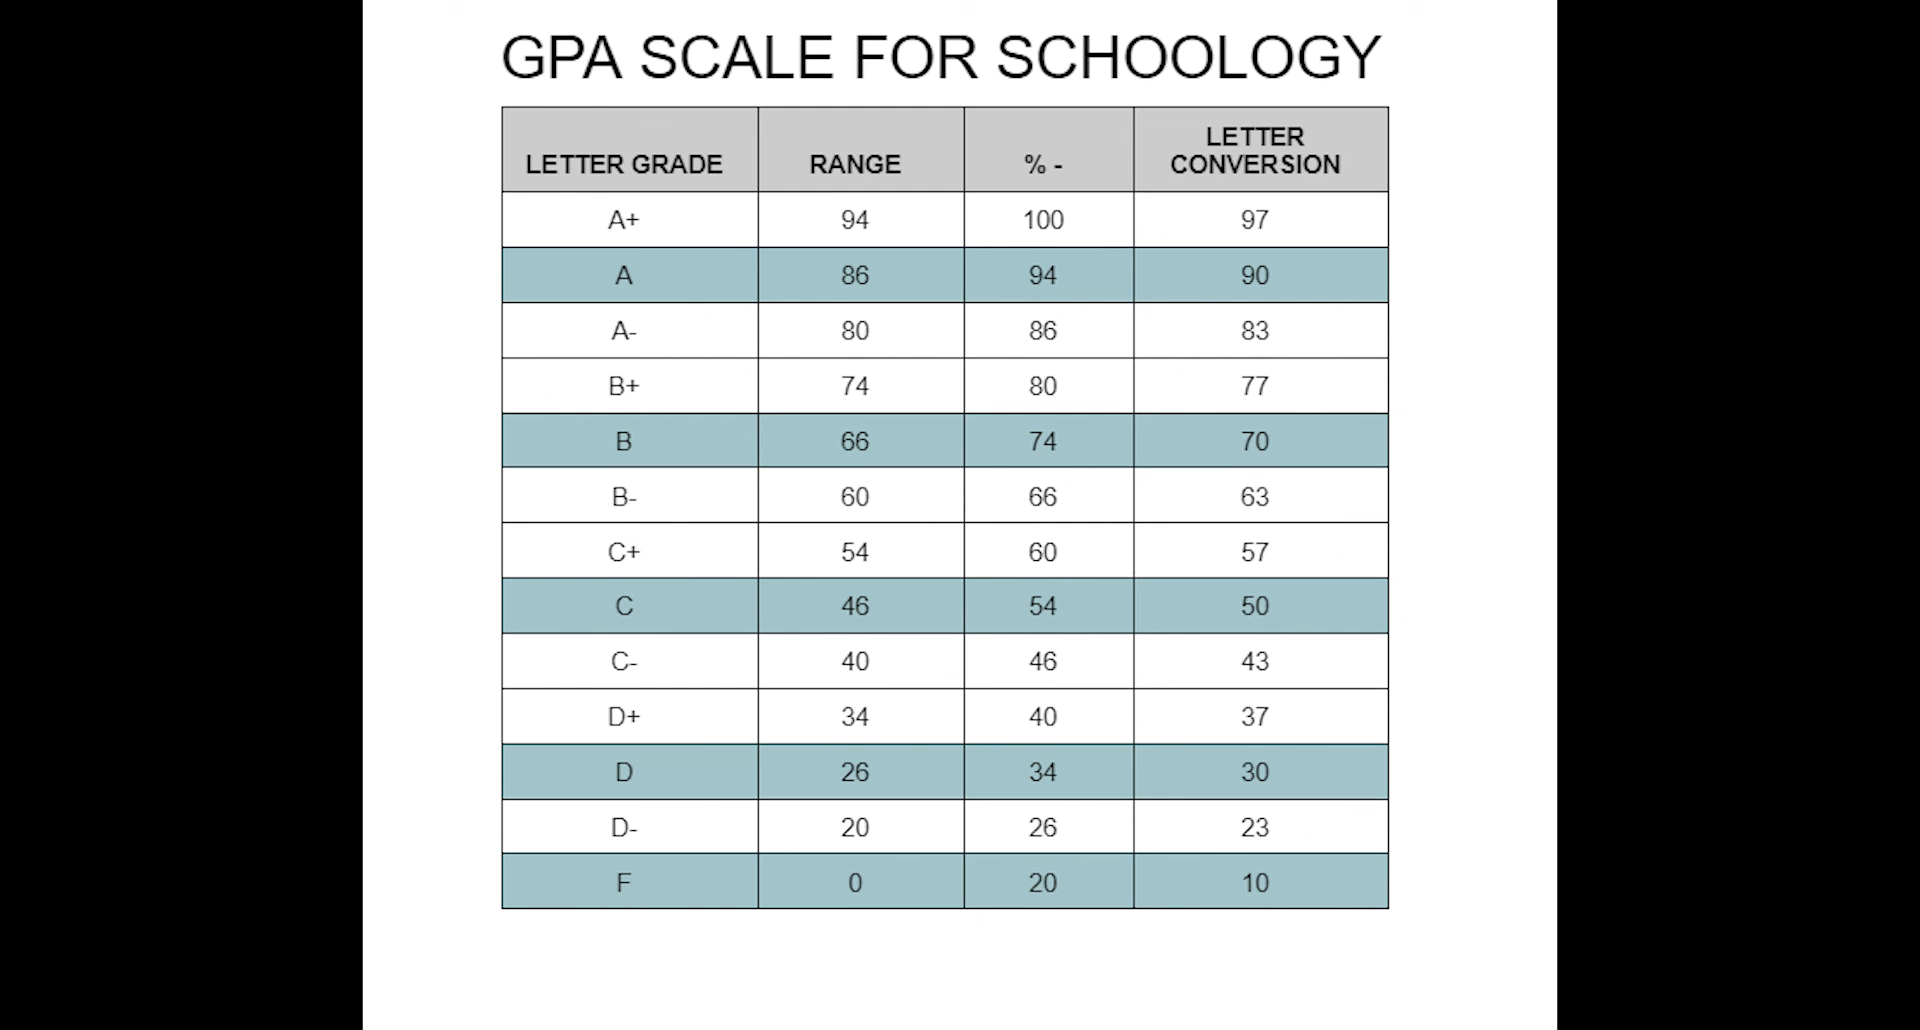 GPA SCALE FOR SCHOOLOGY
LETTER GRADE RANGE % - LETTER CONVERSION
A+ 94 100 97
A 86 94 90
A- 80 86 83
B+ 74 80 77
B 66 74 70
B- 60 66 63
C+ 54 60 57
C 46 54 50
C- 40 46 43
D+ 34 40 37
D 26 34 30
D- 20 26 23
F 0 20 10